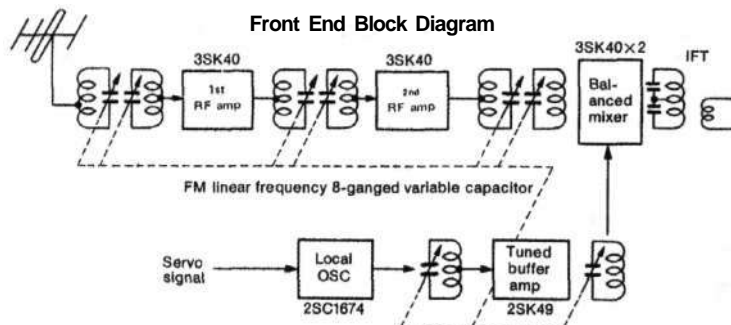 Front End Block Diagram
3SK40
3SK40
3SK40×2
IFT
1st
RF amp
2nd
RF amp
Bal-
anced
mixer
FM linear frequency 8-ganged variable capacitor
Servo
signal
Local
OSC
Tuned
buffer
amp
2SC1674
2SK49